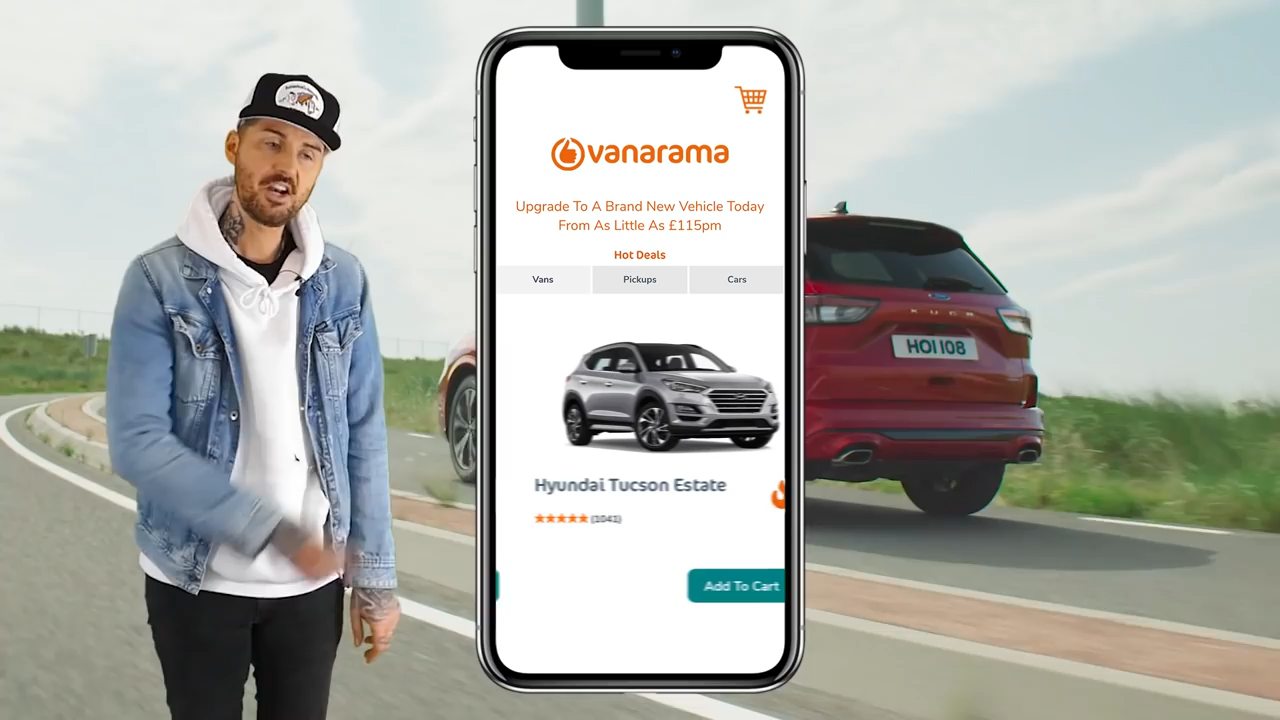 vanarama
Upgrade To A Brand New Vehicle Today
From As Little As £115pm
Hot Deals
Vans
Pickups
Cars
KUGA
HOI 108
Hyundai Tucson Estate
(1041)
Add To Cart